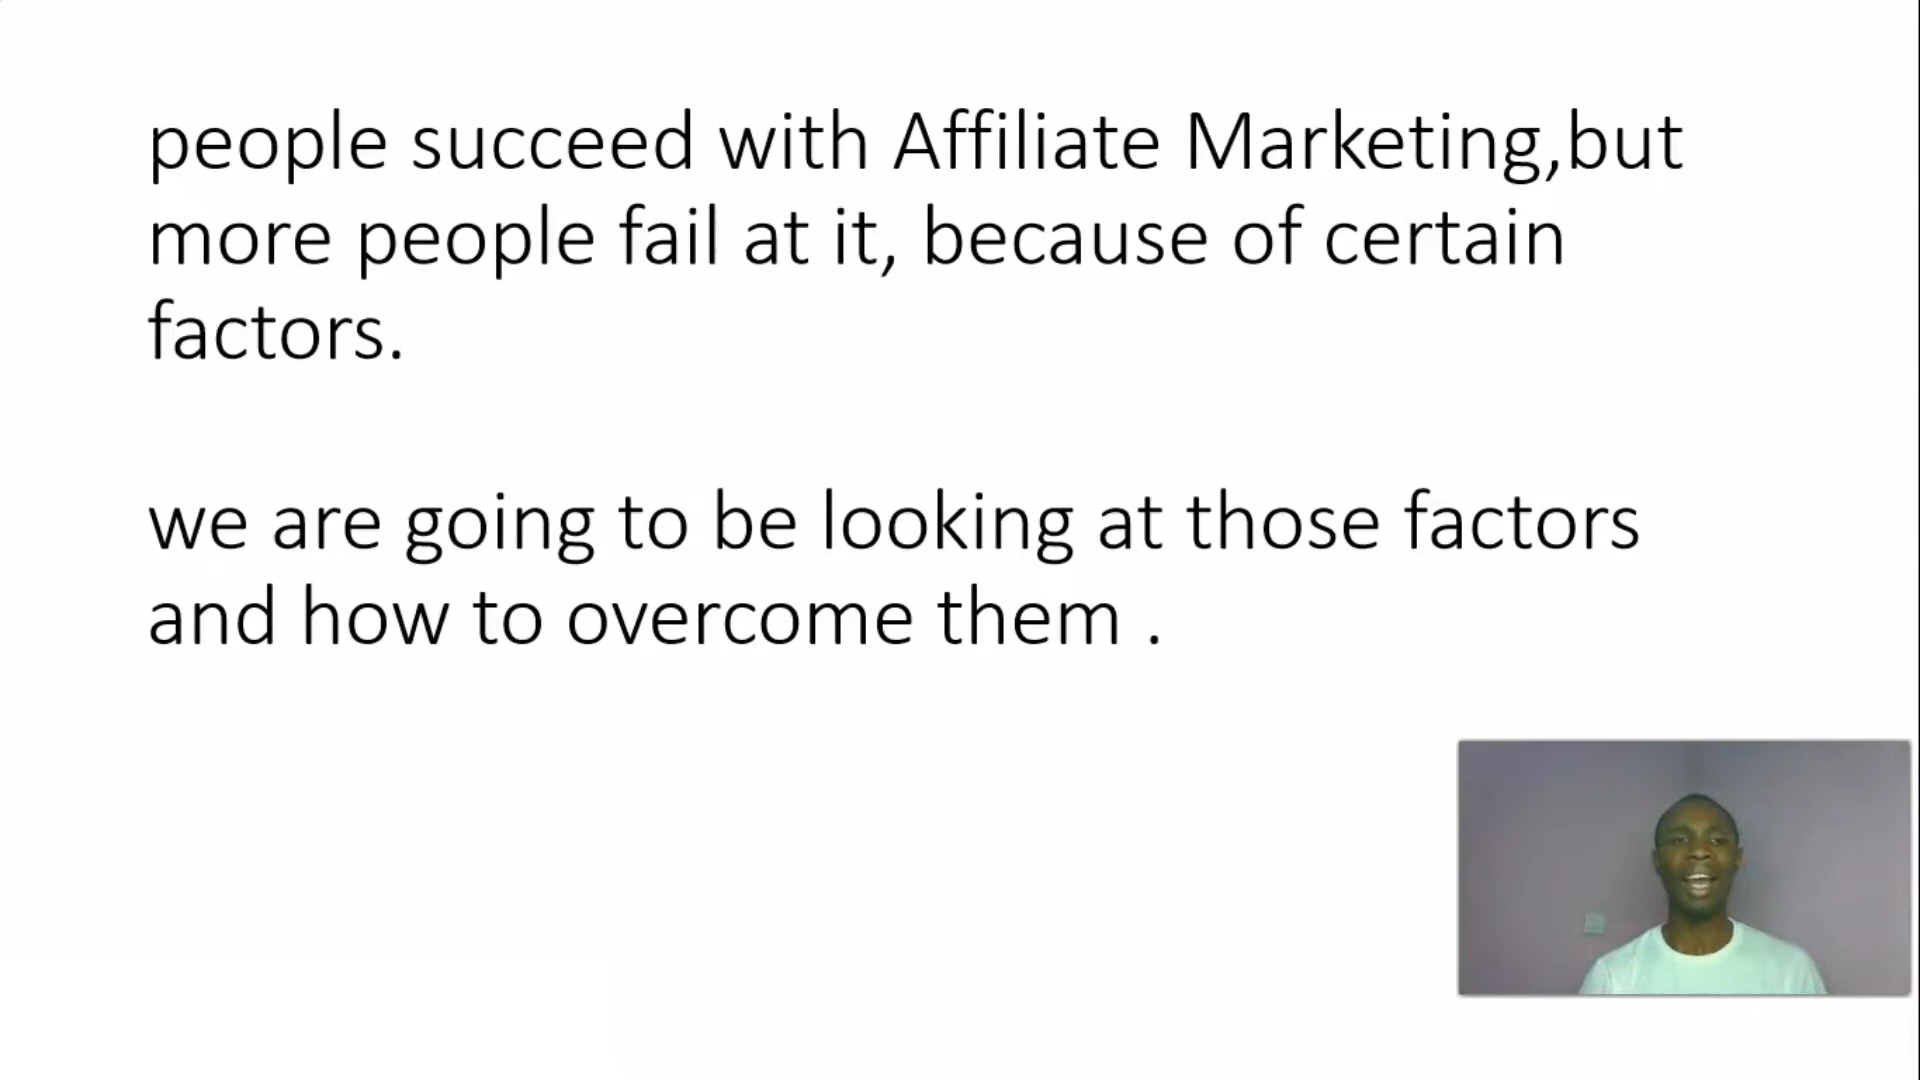 people succeed with Affiliate Marketing,but
more people fail at it, because of certain
factors.
we are going to be looking at those factors
and how to overcome them .